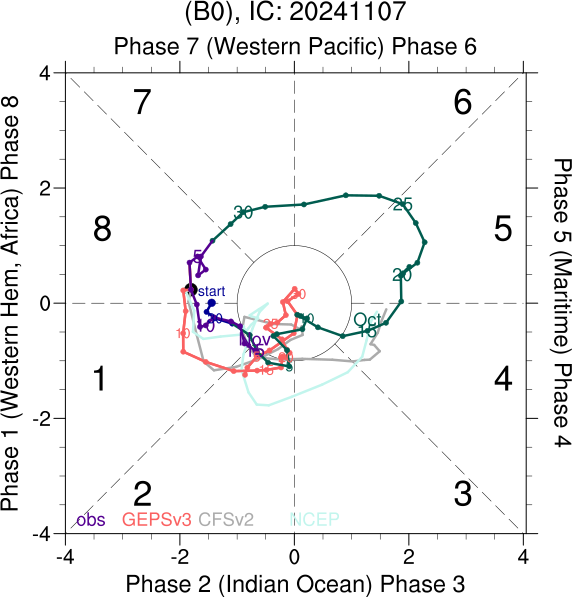 (B0), IC: 20241107
Phase 7 (Western Pacific) Phase 6
Phase 1 (Western Hem, Africa) Phase 8
Phase 5 (Maritime) Phase 4
Phase 2 (Indian Ocean) Phase 3
4
2
0
-2
-4
-4
-2
0
2
4
7
6
8
5
1
4
2
3
30
25
20
15
Oct
5
start
Nov
10
15
obs
GEPSv3
CFSv2
NCEP